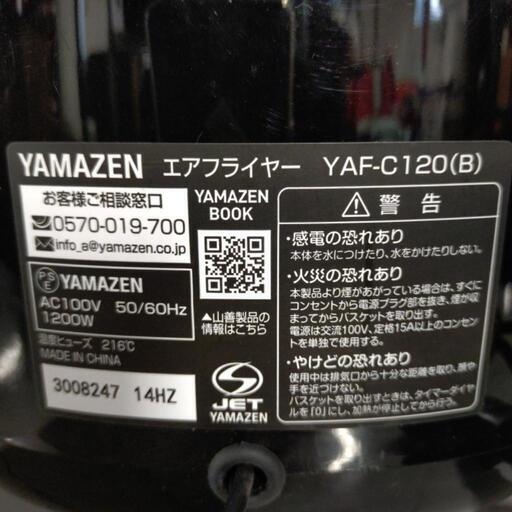 YAMAZEN エアフライヤー YAF-C120(B)
お客様ご相談窓口
0570-019-700
info_a@yamazen.co.jp
YAMAZEN
BOOK
▲山善製品の
情報はこちら
PSE YAMAZEN
AC100V 50/60Hz
1200W
温度ヒューズ 216℃
MADE IN CHINA
3008247 14HZ
S
JET
YAMAZEN
⚠ 警告
・感電の恐れあり
本体を水につけたり、水をかけたりしない。
・火災の恐れあり
本製品より煙があがっている場合は、すぐに
コンセントから電源プラグ部を抜き、煙が収
まってからバスケットを取り出す。
電源は交流100V、定格15A以上のコンセン
トを単独で使用する。
・やけどの恐れあり
使用中は排気口から十分な距離を取り、顔や
手を近づけない。
バスケットを取り出すときは、タイマーダイヤ
ルを「0」にし、加熱が停止してから行う。